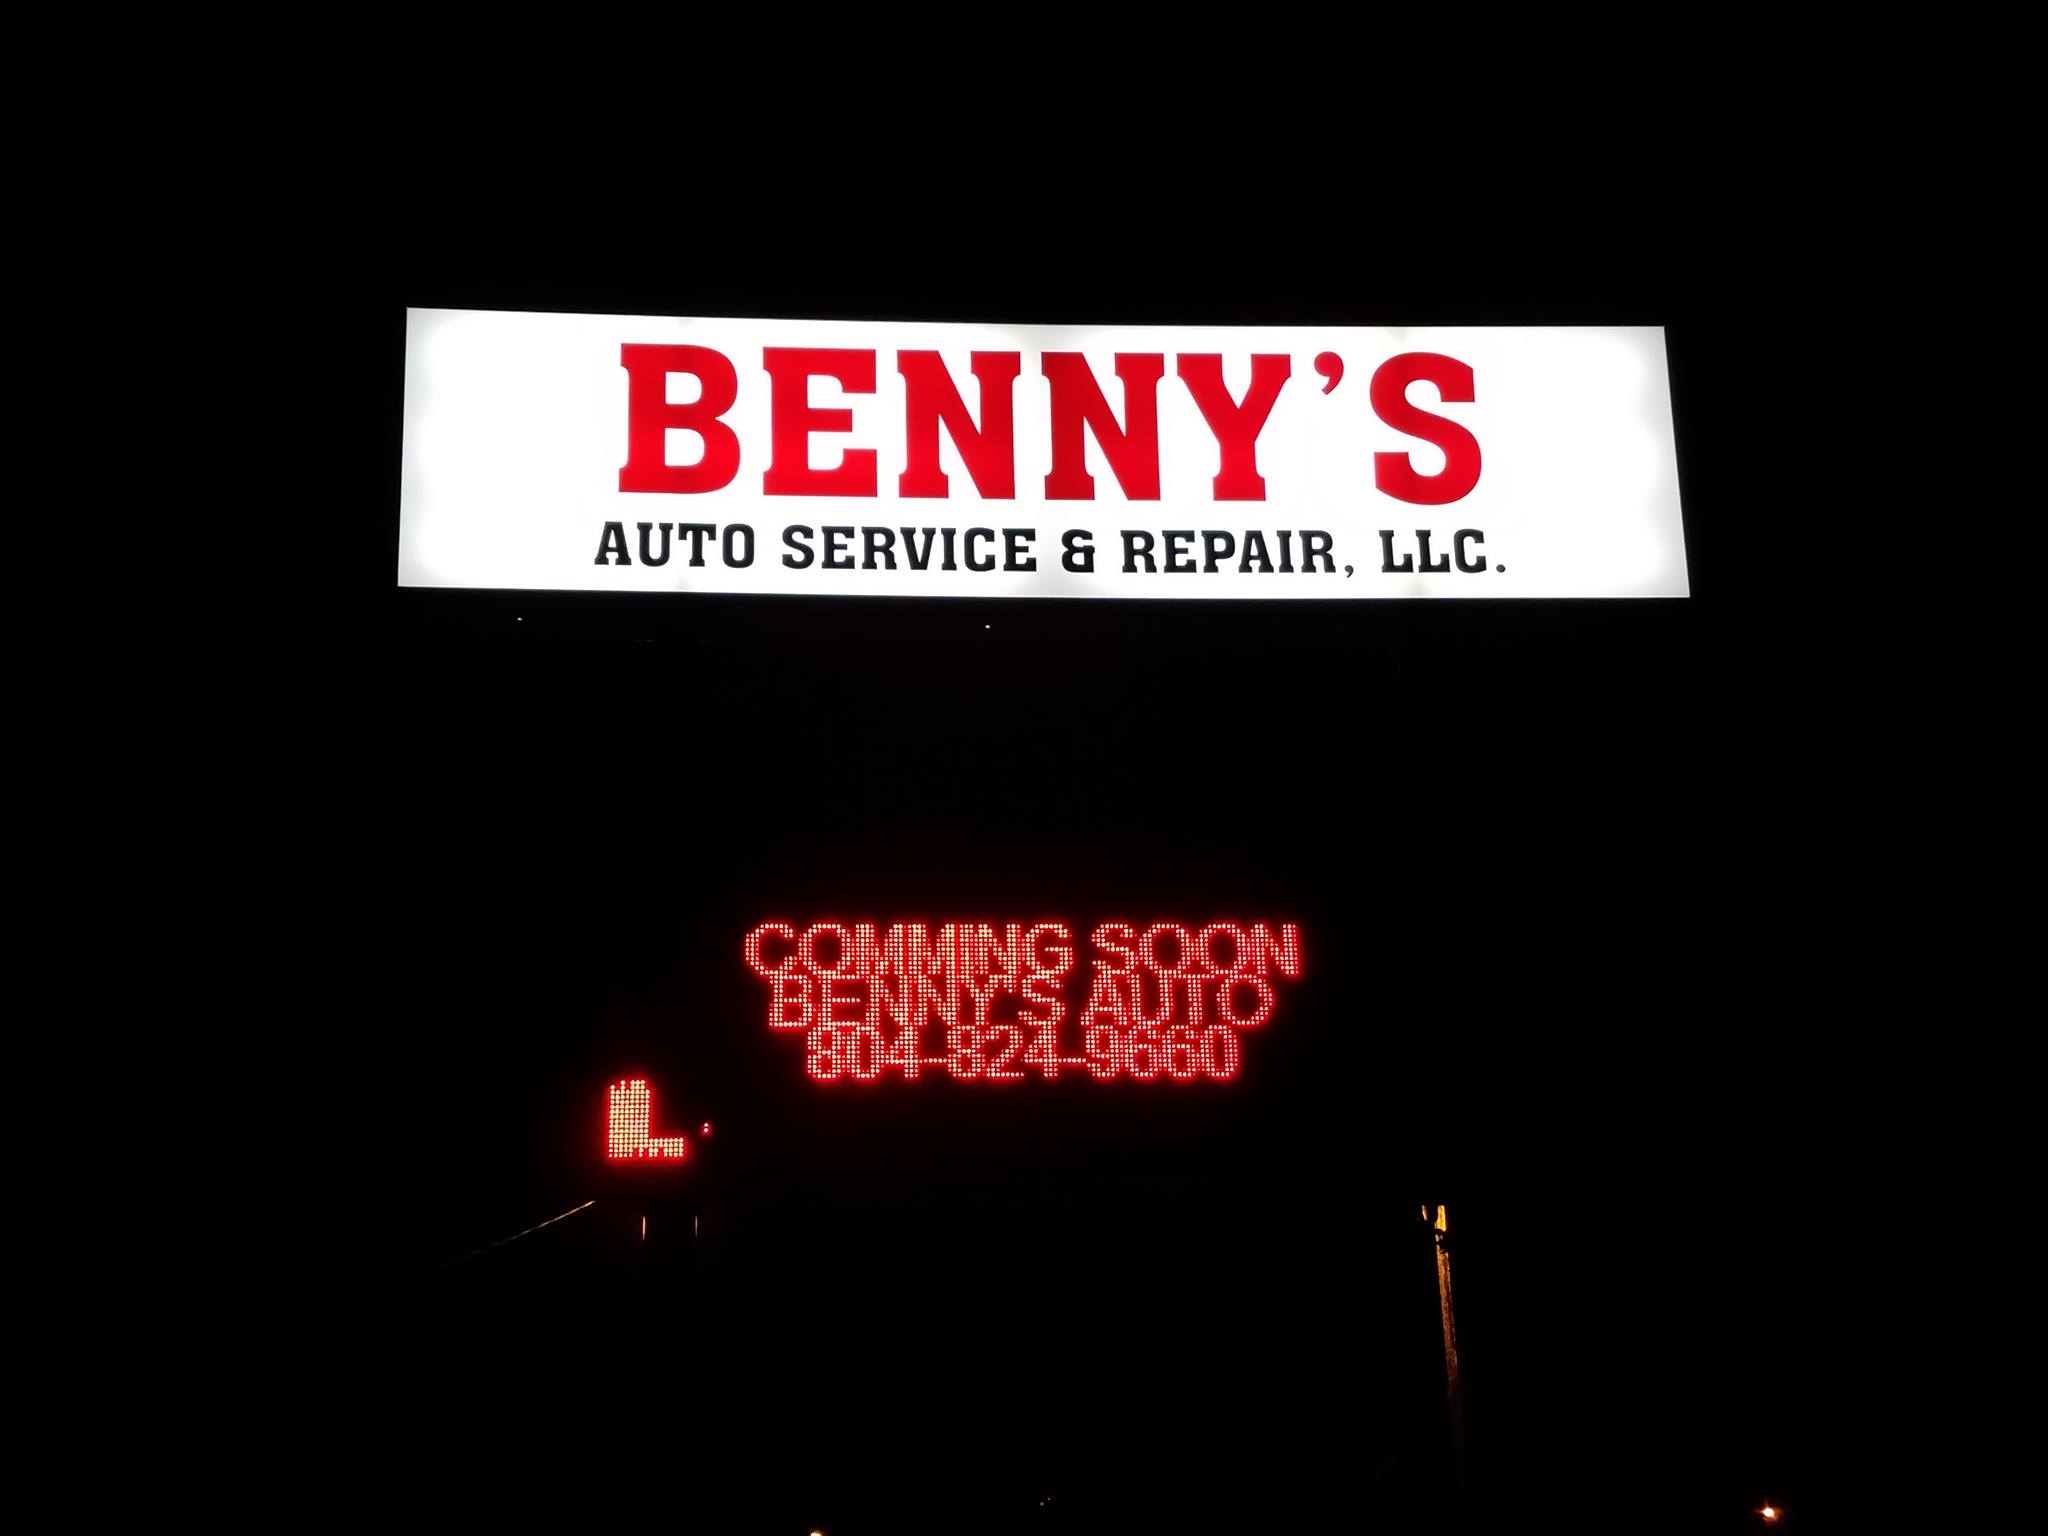 BENNY'S
AUTO SERVICE & REPAIR, LLC.
COMMING SOON
BENNY'S AUTO
804-824-9660